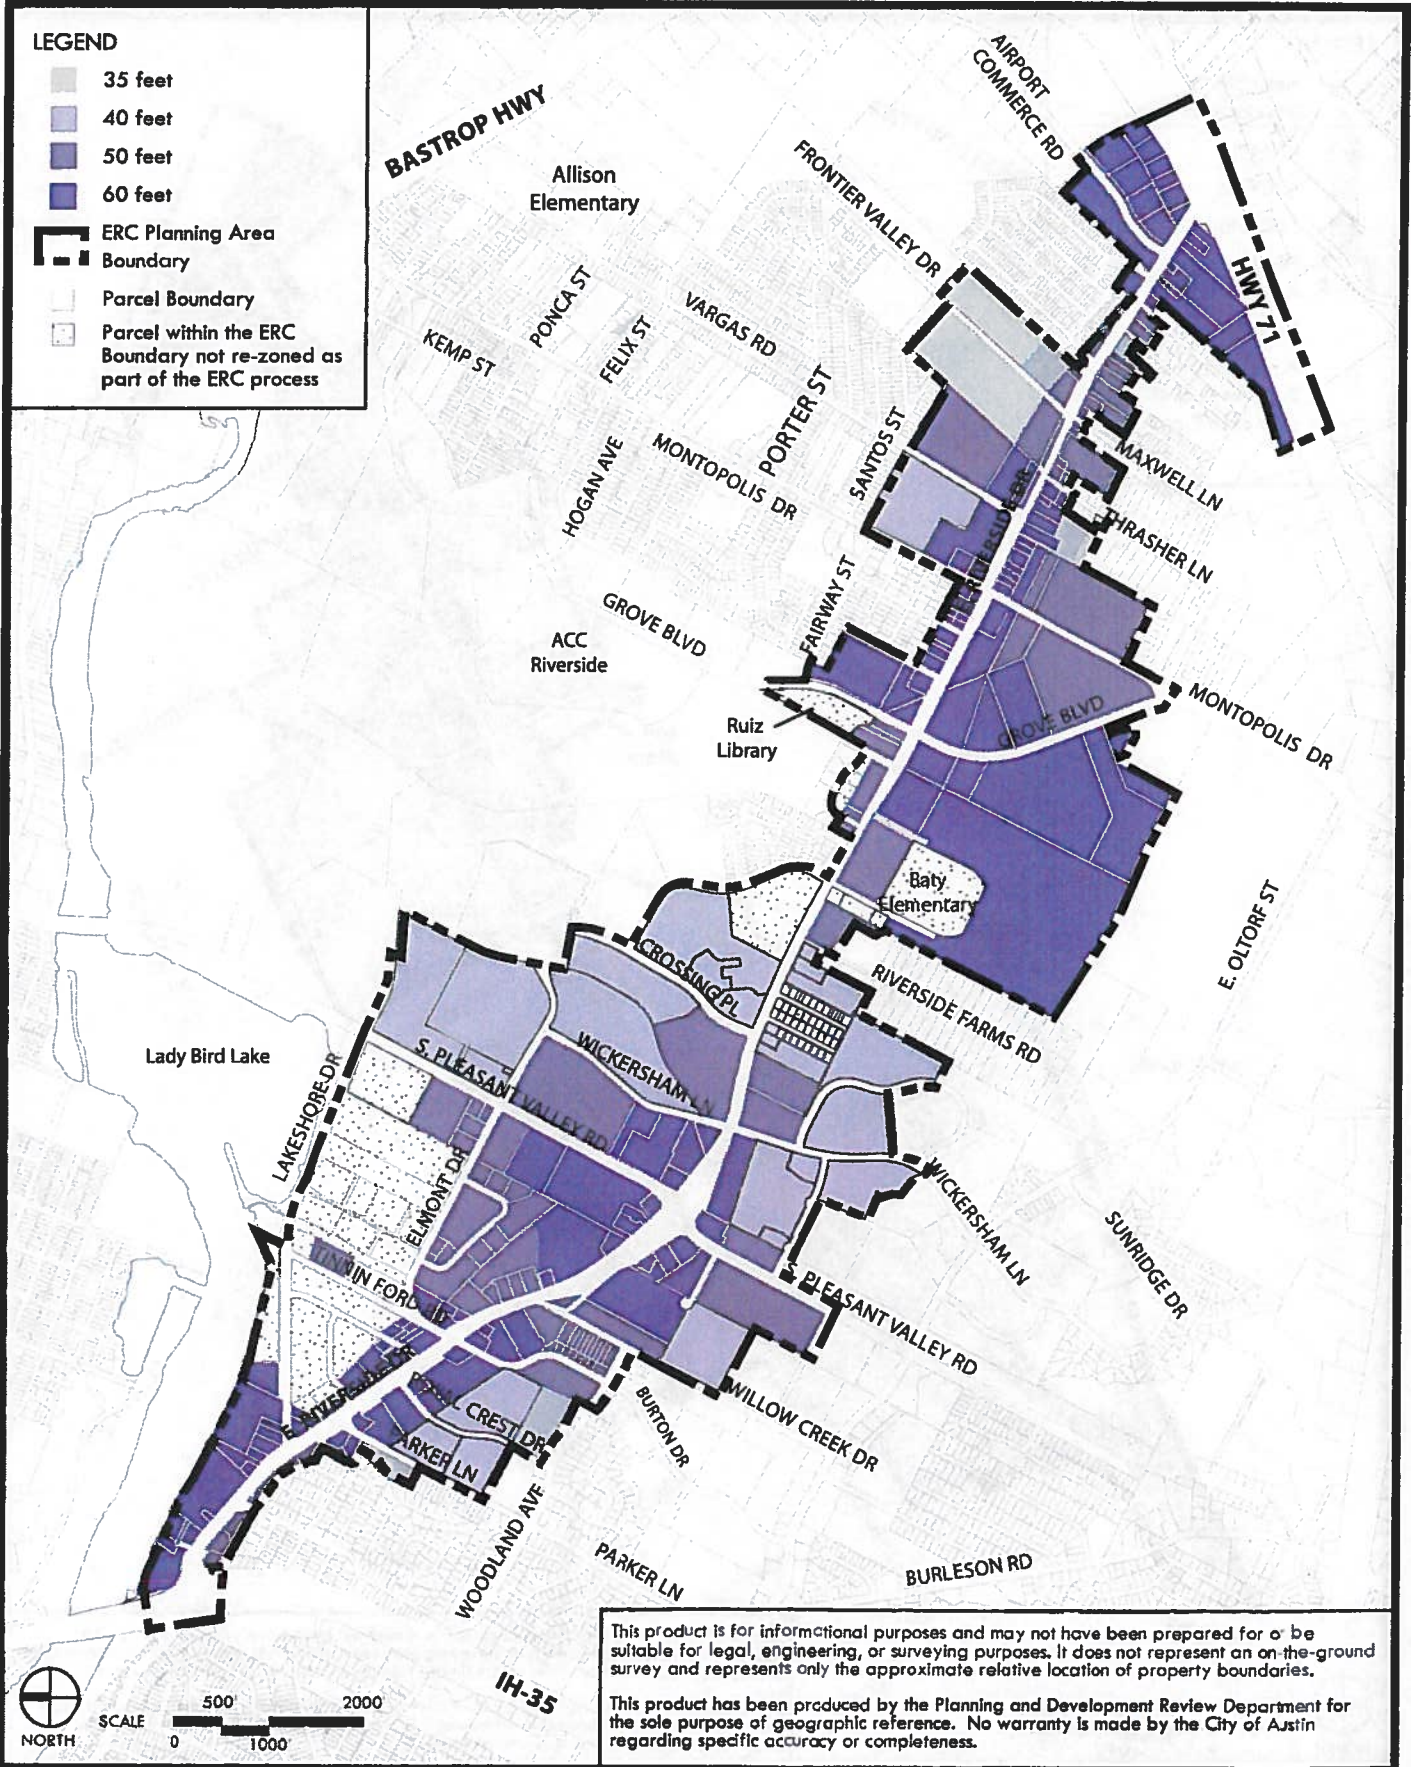 LEGEND
35 feet
40 feet
50 feet
60 feet
ERC Planning Area
Boundary
Parcel Boundary
Parcel within the ERC
Boundary not re-zoned as
part of the ERC process
BASTROP HWY
Allison
Elementary
AIRPORT
COMMERCE RD
FRONTIER VALLEY DR
HWY 71
PONCA ST
FELIX ST
VARGAS RD
KEMP ST
PORTER ST
SANTOS ST
HOGAN AVE
MONTOPOLIS DR
MAXWELL LN
THRASHER LN
FAIRWAY ST
GROVE BLVD
ACC
Riverside
Ruiz
Library
GROVE BLVD
MONTOPOLIS DR
Baty
Elementary
E. OLTORF ST
CROSSING PL
RIVERSIDE FARMS RD
Lady Bird Lake
LAKESHORE DR
S. PLEASANT VALLEY RD
WICKERSHAM LN
ELMONT DR
WICKERSHAM LN
SUNRIDGE DR
TINNIN FORD
PLEASANT VALLEY RD
WILLOW CREEK DR
BURTON DR
CREST DR
ARKER LN
WOODLAND AVE
PARKER LN
BURLESON RD
IH-35
NORTH
SCALE
500'
2000
0
1000
This product is for informational purposes and may not have been prepared for o be
suitable for legal, engineering, or surveying purposes. It does not represent an on-the-ground
survey and represents only the approximate relative location of property boundaries.
This product has been produced by the Planning and Development Review Department for
the sole purpose of geographic reference. No warranty is made by the City of Austin
regarding specific accuracy or completeness.